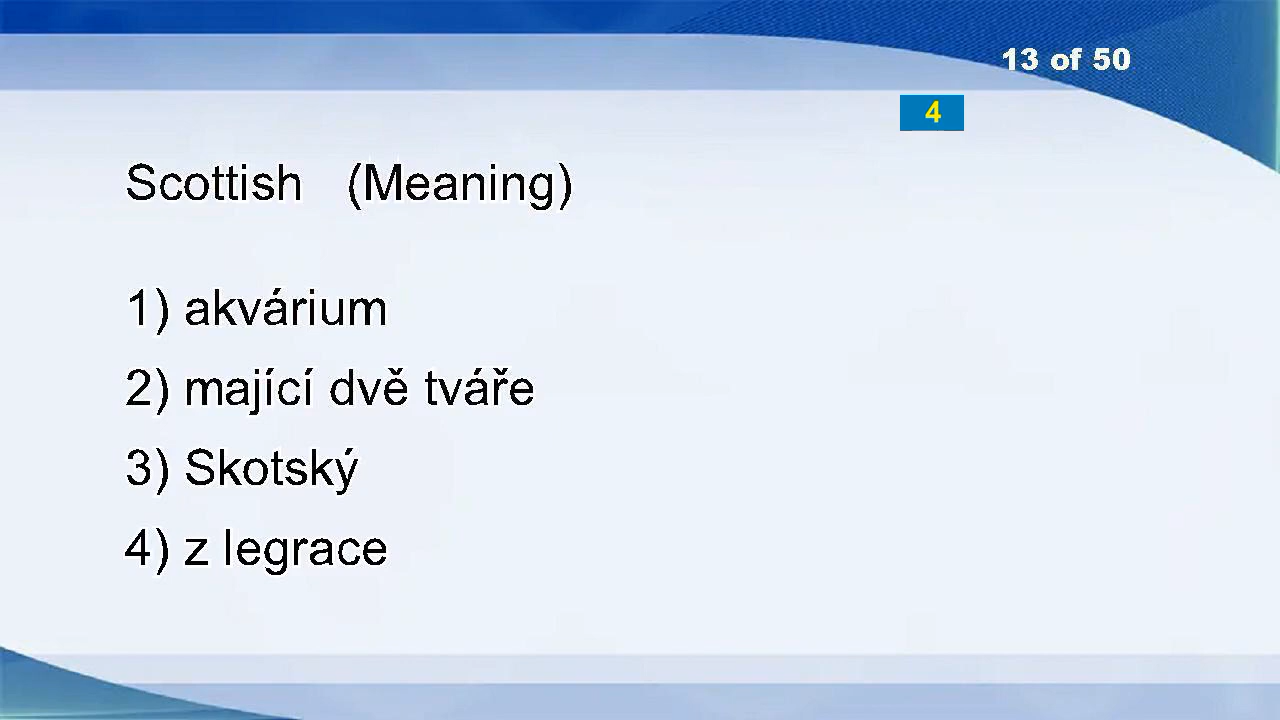 13 of 50
4
Scottish (Meaning)
1) akvárium
2) mající dvě tváře
3) Skotský
4) z legrace